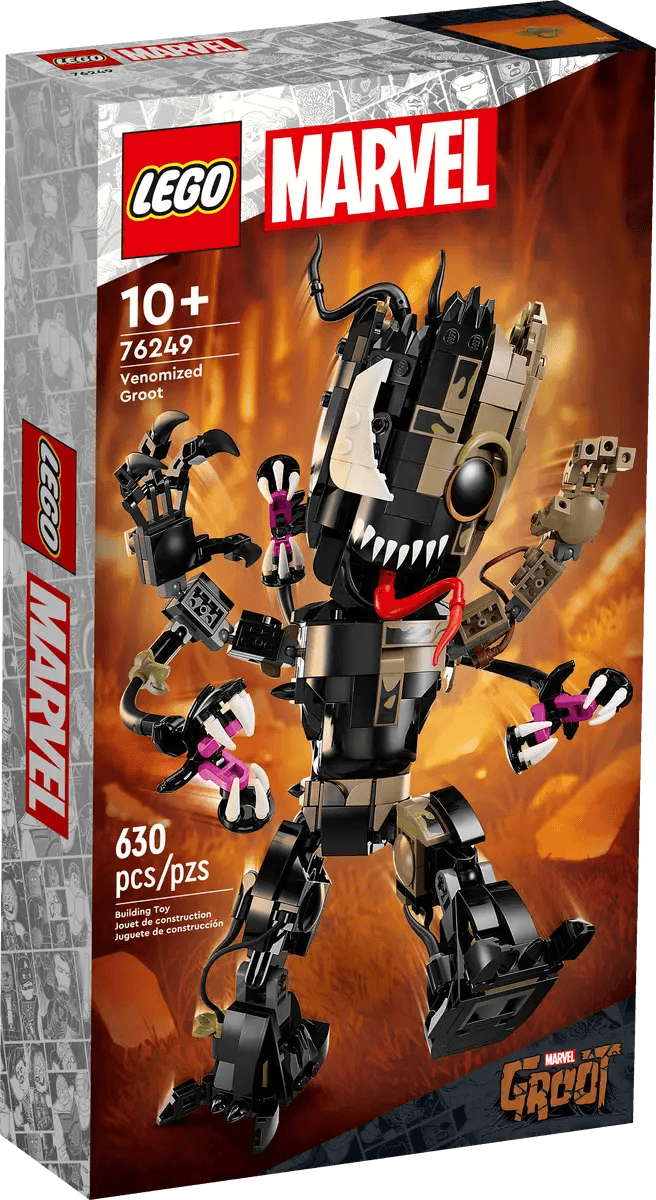 LEGO MARVEL
76249
LEGO
MARVEL
10+
76249
Venomized
Groot
LEGO
MARVEL
630
pcs/pzs
Building Toy
Jouet de construction
Juguete de construcción
MARVEL
GROOT